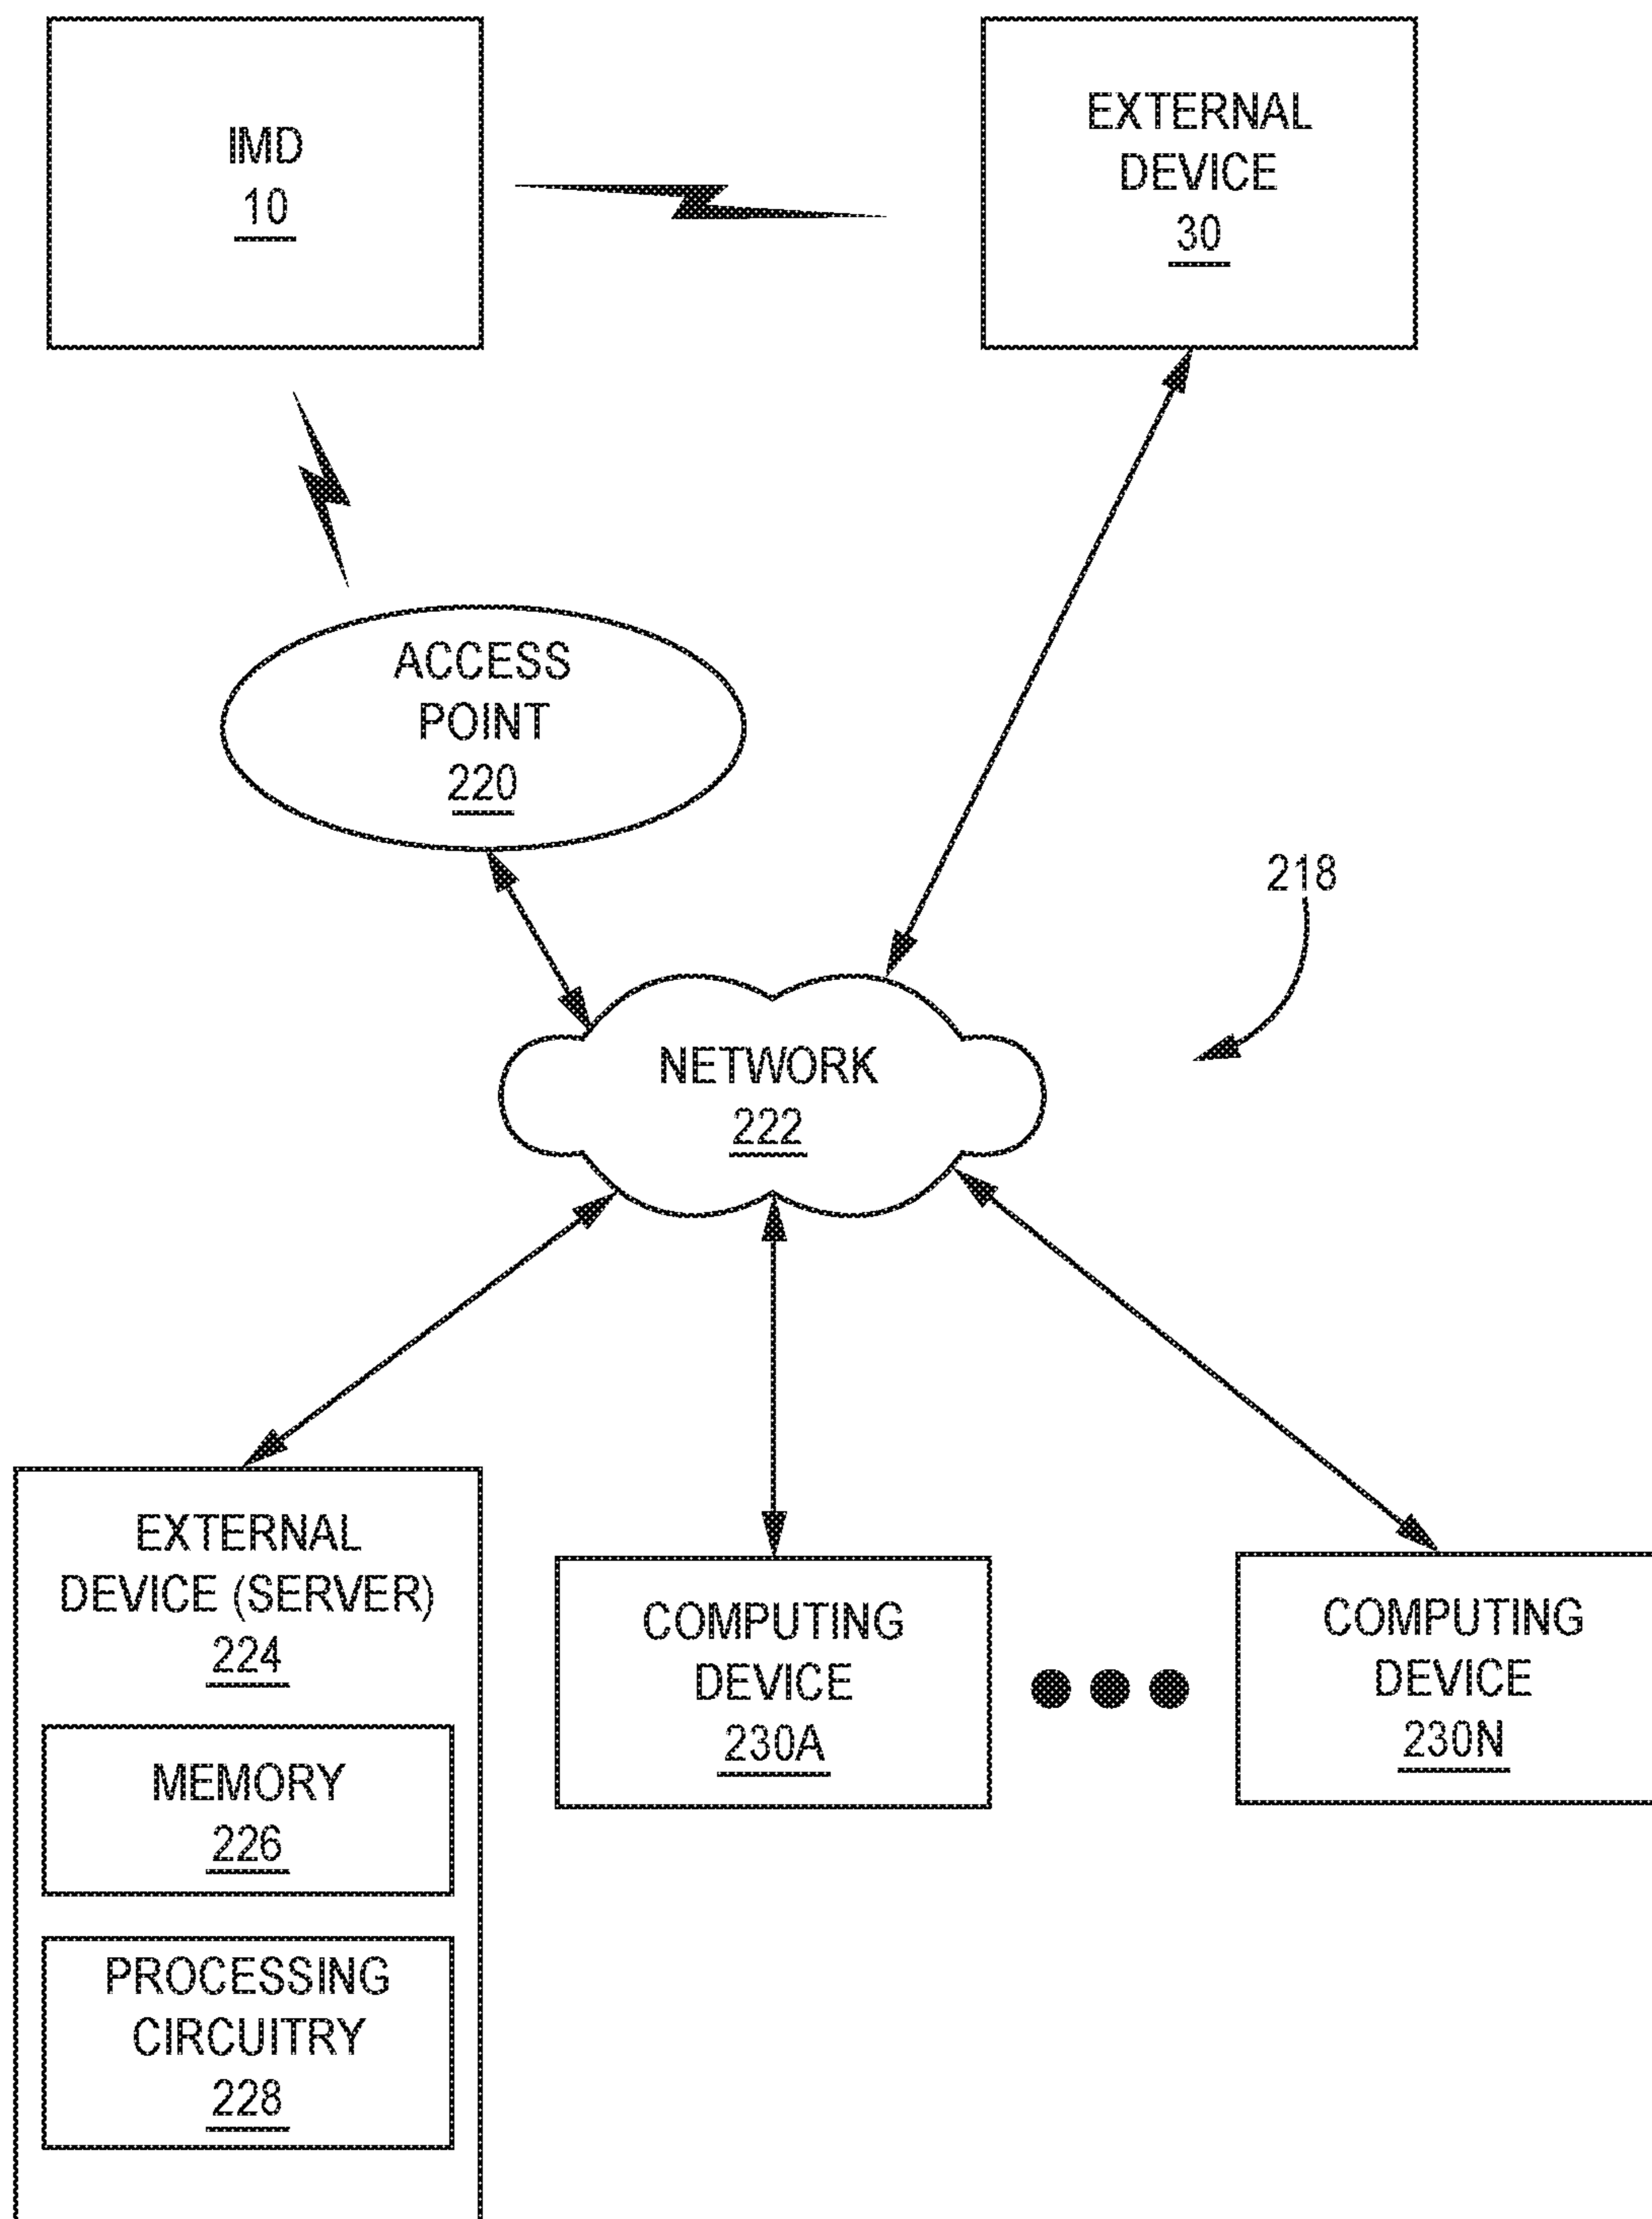 IMD
10
EXTERNAL
DEVICE
30
ACCESS
POINT
220
218
NETWORK
222
EXTERNAL
DEVICE (SERVER)
224
MEMORY
226
PROCESSING
CIRCUITRY
228
COMPUTING
DEVICE
230A
COMPUTING
DEVICE
230N